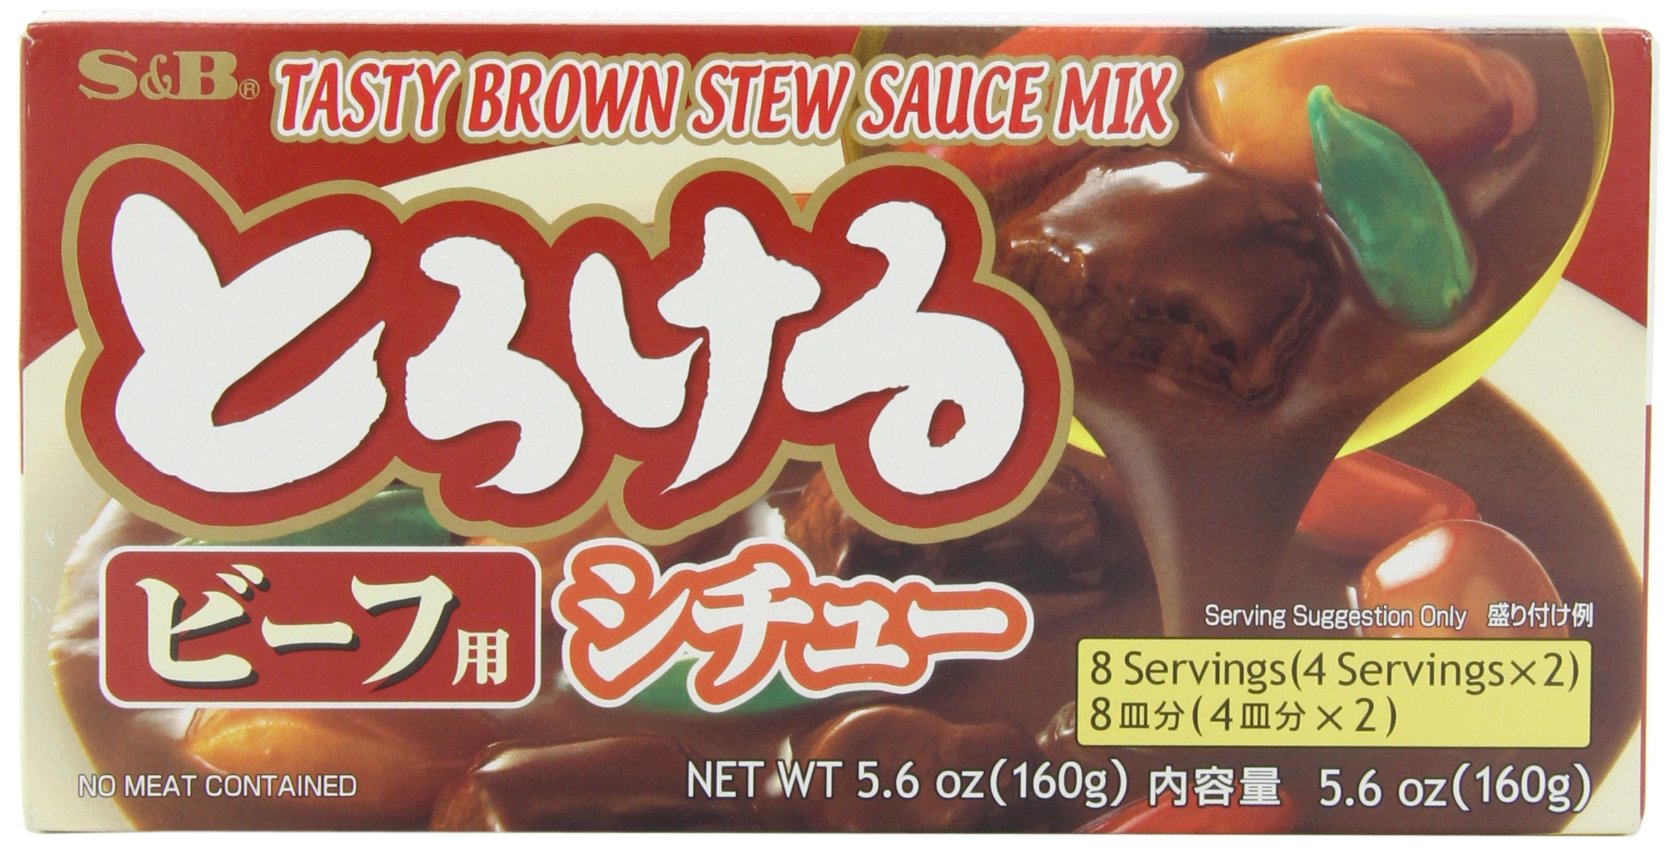 S&B® TASTY BROWN STEW SAUCE MIX
とろける
ビーフ用 シチュー
Serving Suggestion Only 盛り付け例
8 Servings(4 Servings×2)
8皿分(4皿分×2)
NO MEAT CONTAINED
NET WT 5.6 oz(160g) 内容量 5.6 oz(160g)